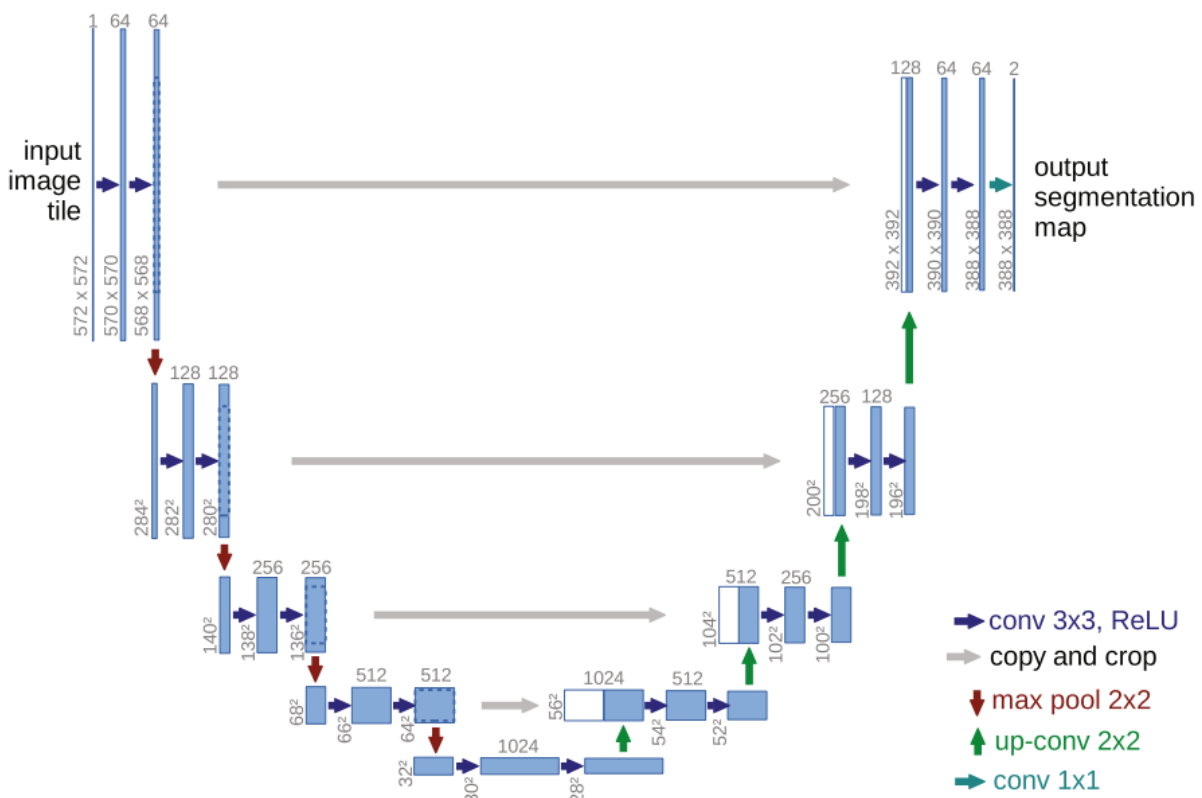 1 64 64
input
image
tile
572 x 572
570 x 570
568 x 568
128 64 64 2
output
segmentation
map
392 x 392
390 x 390
388 x 388
388 x 388
128 128
284²
282²
280²
256 128
200²
198²
196²
256 256
140²
138²
136²
512 256
104²
102²
100²
512 512
68²
66²
64²
1024 512
56²
54²
52²
1024
32²
30²
28²
conv 3x3, ReLU
copy and crop
max pool 2x2
up-conv 2x2
conv 1x1